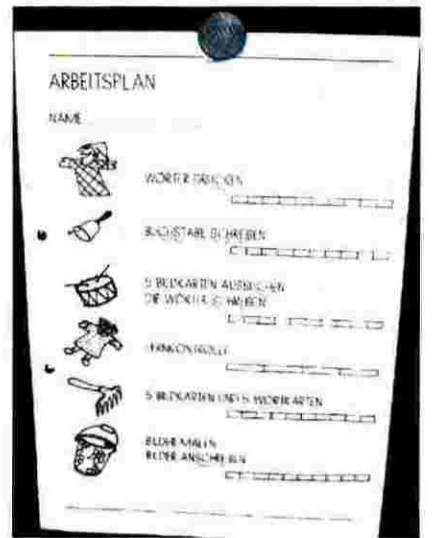 ARBEITSPLAN
NAME
WÖRTER DRUCKEN
BUCHSTABE SCHREIBEN
5 BILDKARTEN AUSSUCHEN
DIE WÖRTER SCHREIBEN
LERNKONTROLLE
5 BILDKARTEN UND 5 WORTKARTEN
BILDER MALEN
BILDER ANSCHREIBEN